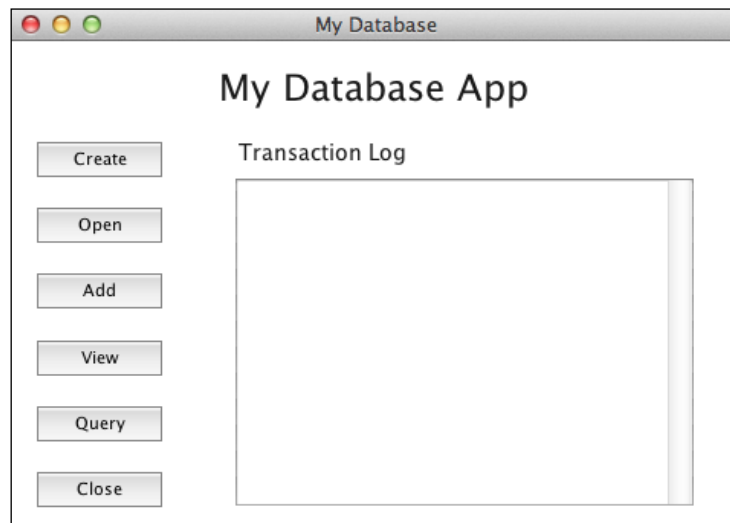 My Database
My Database App
Create
Transaction Log
Open
Add
View
Query
Close